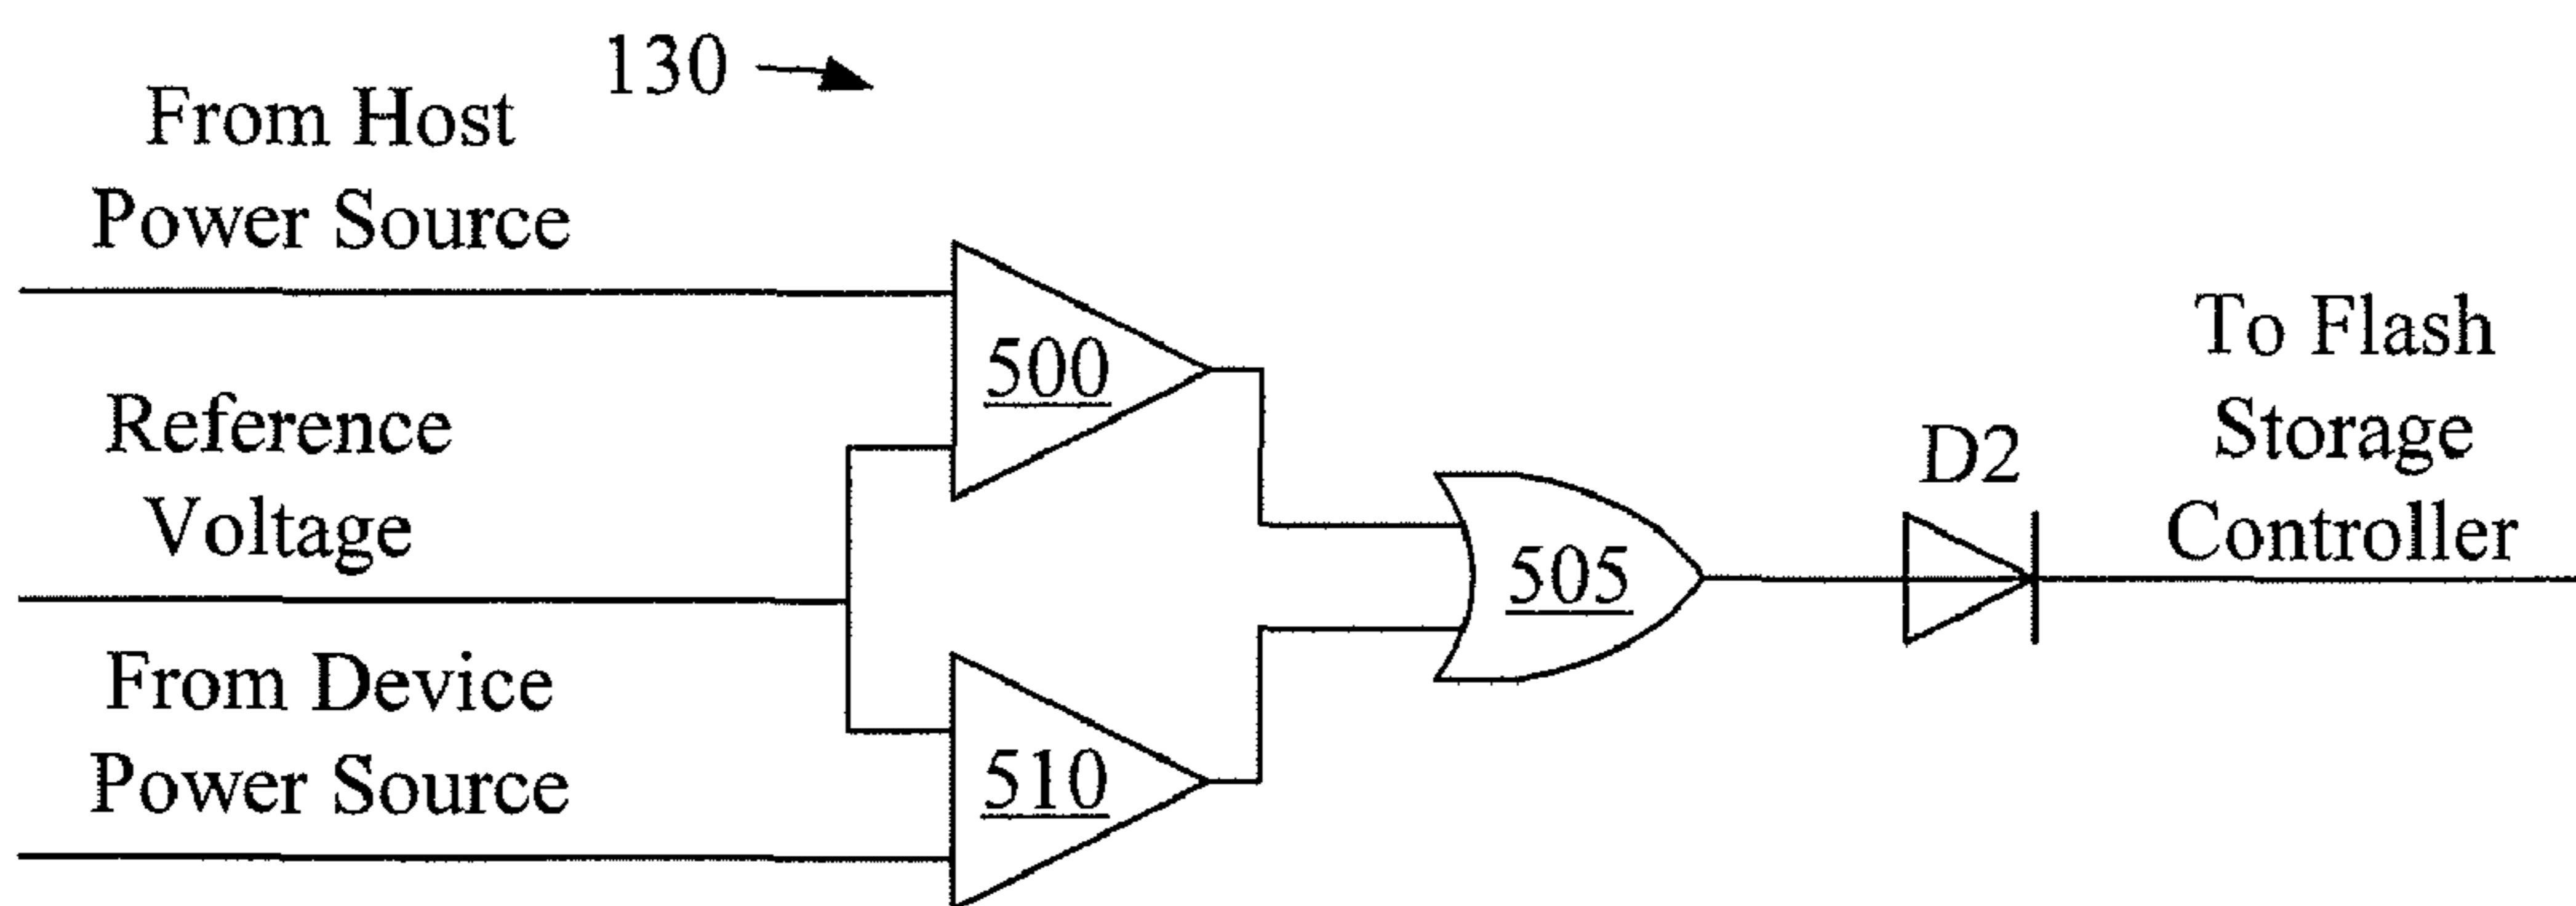 130
From Host
Power Source
500
Reference
Voltage
To Flash
Storage
Controller
D2
505
From Device
Power Source
510